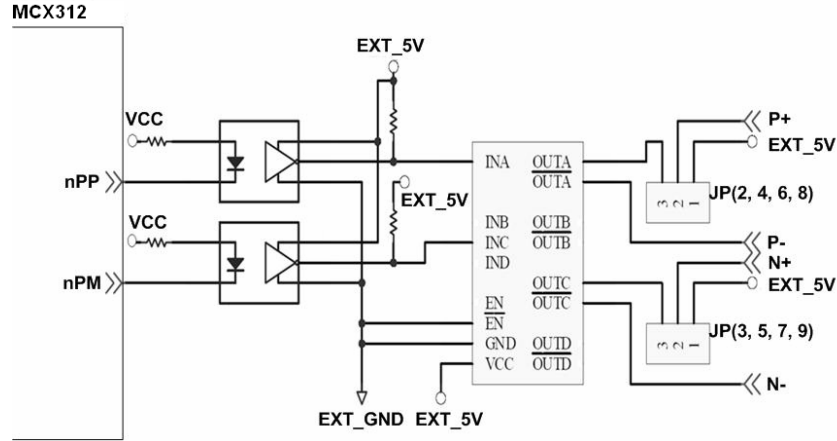 MCX312
EXT_5V
VCC
P+
EXT_5V
INA
OUTA
OUTA
nPP
EXT_5V
3
2
1
JP(2, 4, 6, 8)
VCC
INB
OUTB
INC
OUTB
P-
IND
N+
nPM
OUTC
EXT_5V
EN
OUTC
EN
3
2
1
JP(3, 5, 7, 9)
GND
OUTD
VCC
OUTD
N-
EXT_GND
EXT_5V